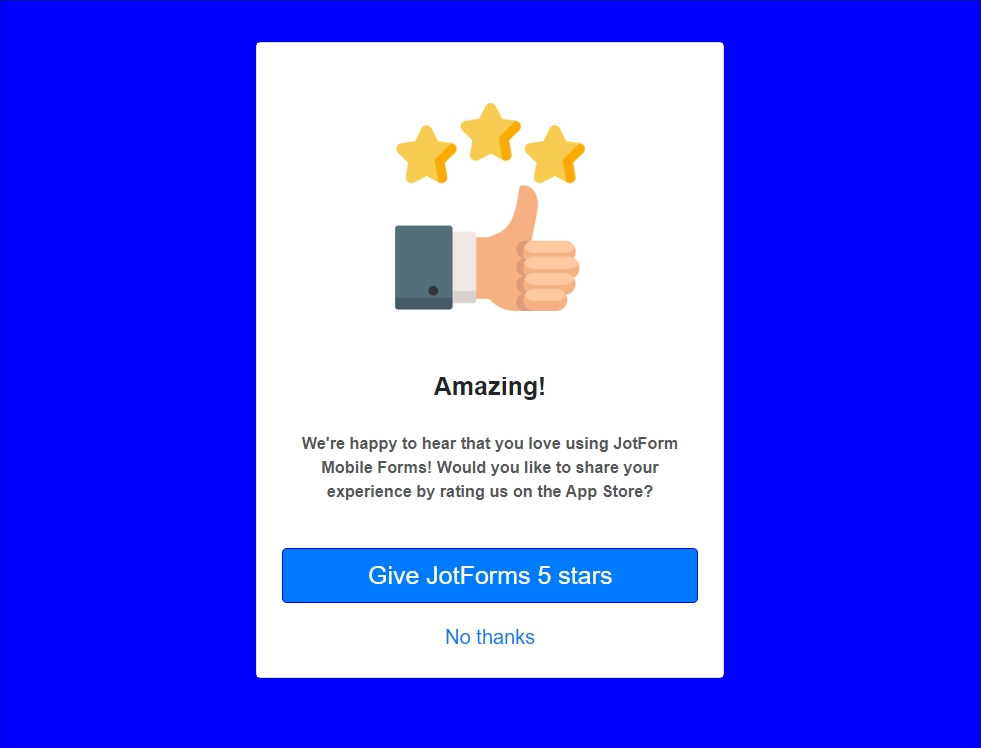 Amazing!
We're happy to hear that you love using JotForm
Mobile Forms! Would you like to share your
experience by rating us on the App Store?
Give JotForms 5 stars
No thanks